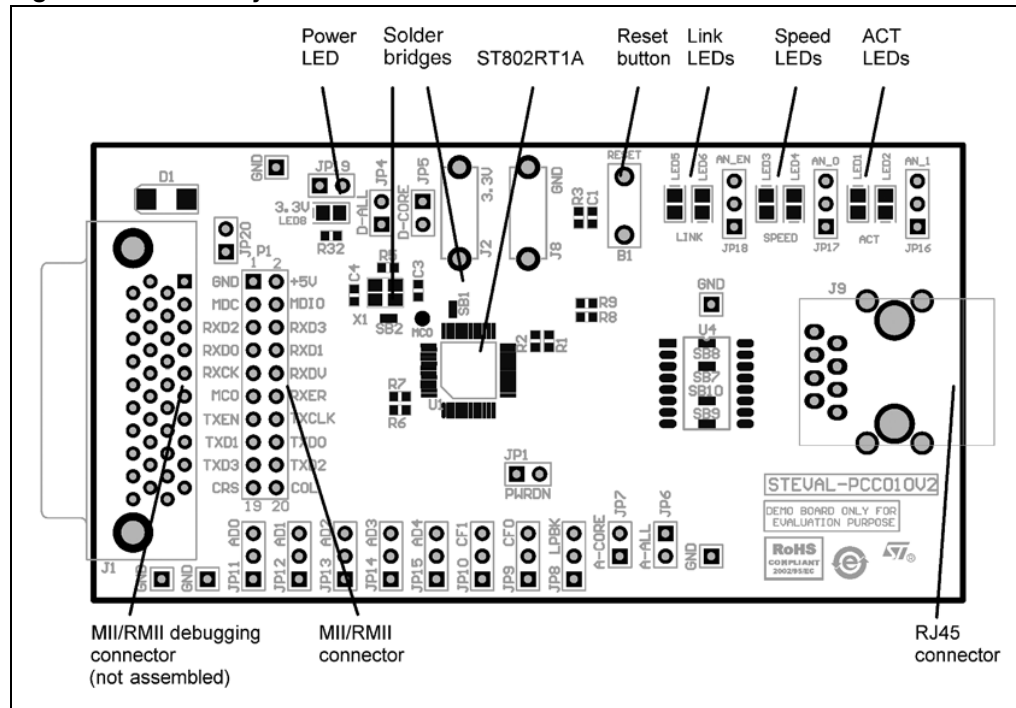 Power LED
Solder bridges
ST802RT1A
Reset button
Link LEDs
Speed LEDs
ACT LEDs
D1
GND
JP19
3.3V
LED8
R32
JP4
D-ALL
JP5
D-CORE
3.3V
J2
GND
J8
R3
C1
RESET
B1
LED5
LED6
LINK
AN_EN
JP18
LED3
LED4
SPEED
AN_0
JP17
LED1
LED2
ACT
AN_1
JP16
JP20
P1
1 2
GND +5V
MDC MDIO
RXD2 RXD3
RXD0 RXD1
RXCK RXDV
MCO RXER
TXEN TXCLK
TXD1 TXD0
TXD3 TXD2
CRS COL
19 20
R5
C4
C3
X1
SB2
SB1
MCO
R9
R8
R2
R1
R7
R6
U1
GND
U4
SB8
SB7
SB10
SB9
J9
JP1
PWRDN
STEVAL-PCC010V2
DEMO BOARD ONLY FOR
EVALUATION PURPOSE
RoHS
COMPLIANT
2002/95/EC
e
ST
J1
GND
GND
JP11 AD0
JP12 AD1
JP13 AD2
JP14 AD3
JP15 AD4
JP10 CF1
JP9 CF0
JP8 LPBK
A-CORE JP7
A-ALL JP6
GND
MII/RMII debugging
connector
(not assembled)
MII/RMII
connector
RJ45
connector